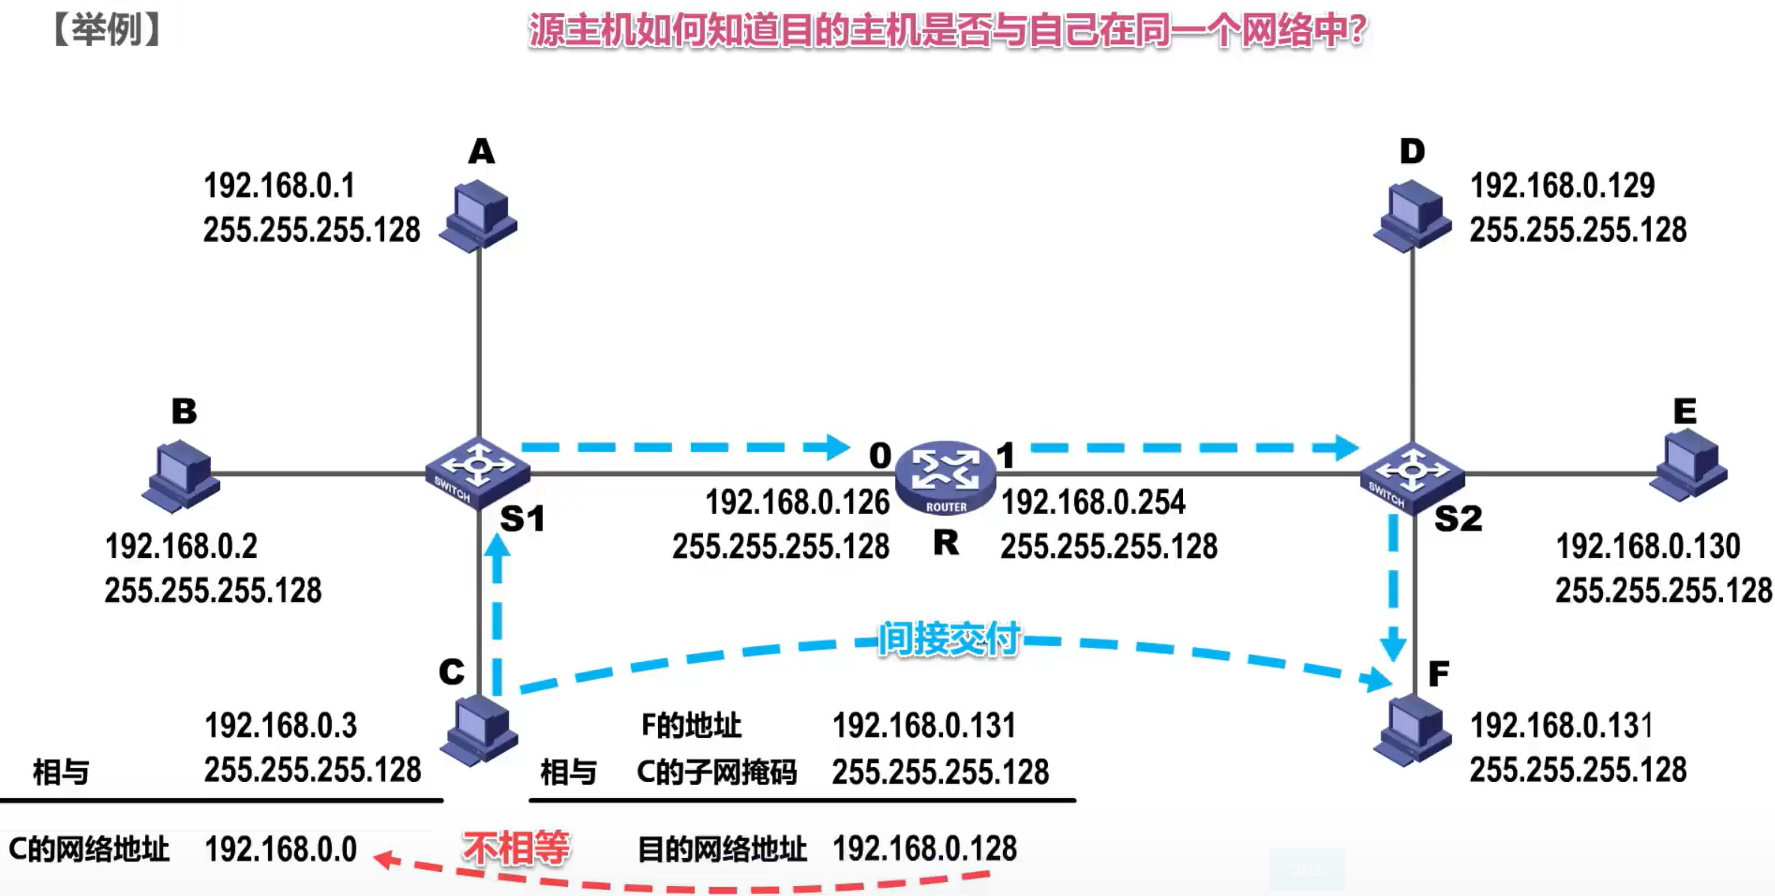 【举例】
源主机如何知道目的主机是否与自己在同一个网络中?
A
192.168.0.1
255.255.255.128
D
192.168.0.129
255.255.255.128
B
192.168.0.2
255.255.255.128
SWITCH
S1
0
1
192.168.0.126
255.255.255.128
ROUTER
R
192.168.0.254
255.255.255.128
SWITCH
S2
E
192.168.0.130
255.255.255.128
间接交付
C
192.168.0.3
相与 255.255.255.128
C的网络地址 192.168.0.0
F的地址 192.168.0.131
相与 C的子网掩码 255.255.255.128
不相等
目的网络地址 192.168.0.128
F
192.168.0.131
255.255.255.128